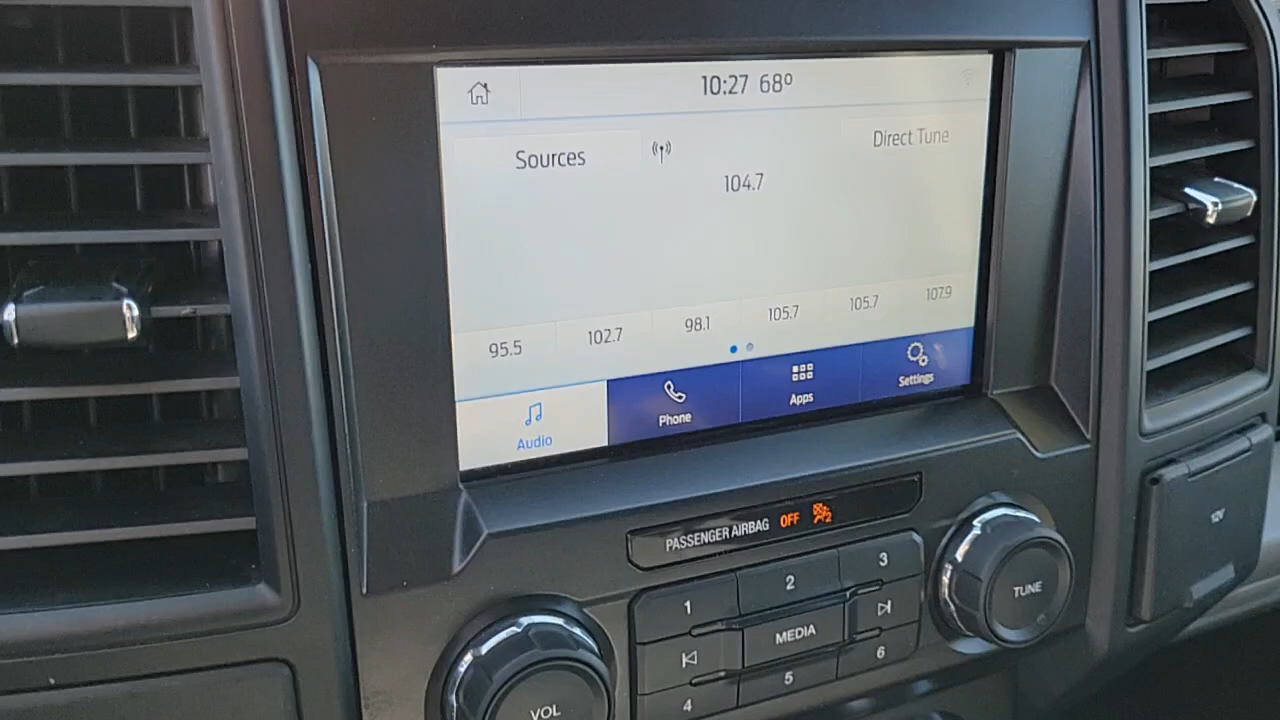 10:27 68°
Sources
Direct Tune
104.7
95.5 102.7 98.1 105.7 105.7 107.9
Audio Phone Apps Settings
PASSENGER AIRBAG OFF 2
1 2 3
MEDIA
4 5 6
VOL
TUNE
12V